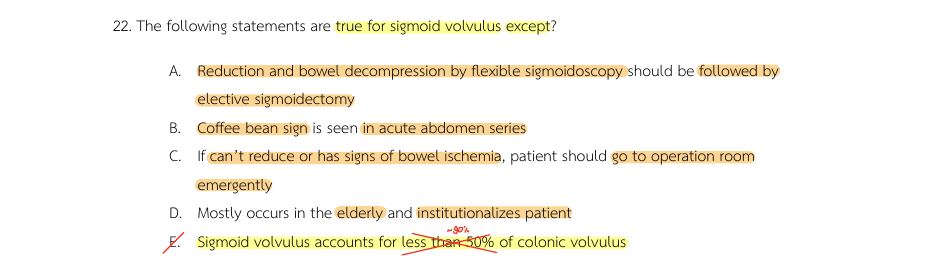 22. The following statements are true for sigmoid volvulus except?
A. Reduction and bowel decompression by flexible sigmoidoscopy should be followed by
elective sigmoidectomy
B. Coffee bean sign is seen in acute abdomen series
C. If can't reduce or has signs of bowel ischemia, patient should go to operation room
emergently
D. Mostly occurs in the elderly and institutionalizes patient
~90%
E. Sigmoid volvulus accounts for less than 50% of colonic volvulus